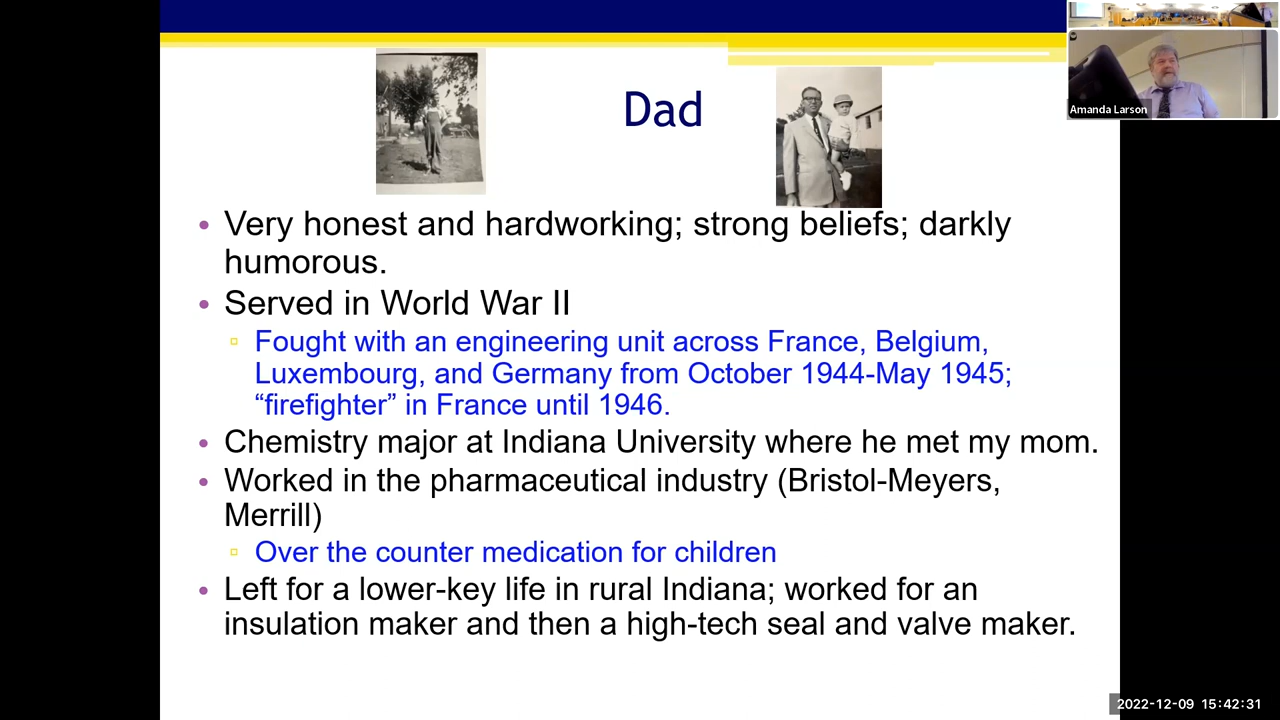 Dad
Amanda Larson
• Very honest and hardworking; strong beliefs; darkly
humorous.
• Served in World War II
▫ Fought with an engineering unit across France, Belgium,
Luxembourg, and Germany from October 1944-May 1945;
“firefighter” in France until 1946.
• Chemistry major at Indiana University where he met my mom.
• Worked in the pharmaceutical industry (Bristol-Meyers,
Merrill)
▫ Over the counter medication for children
• Left for a lower-key life in rural Indiana; worked for an
insulation maker and then a high-tech seal and valve maker.
2022-12-09 15:42:31